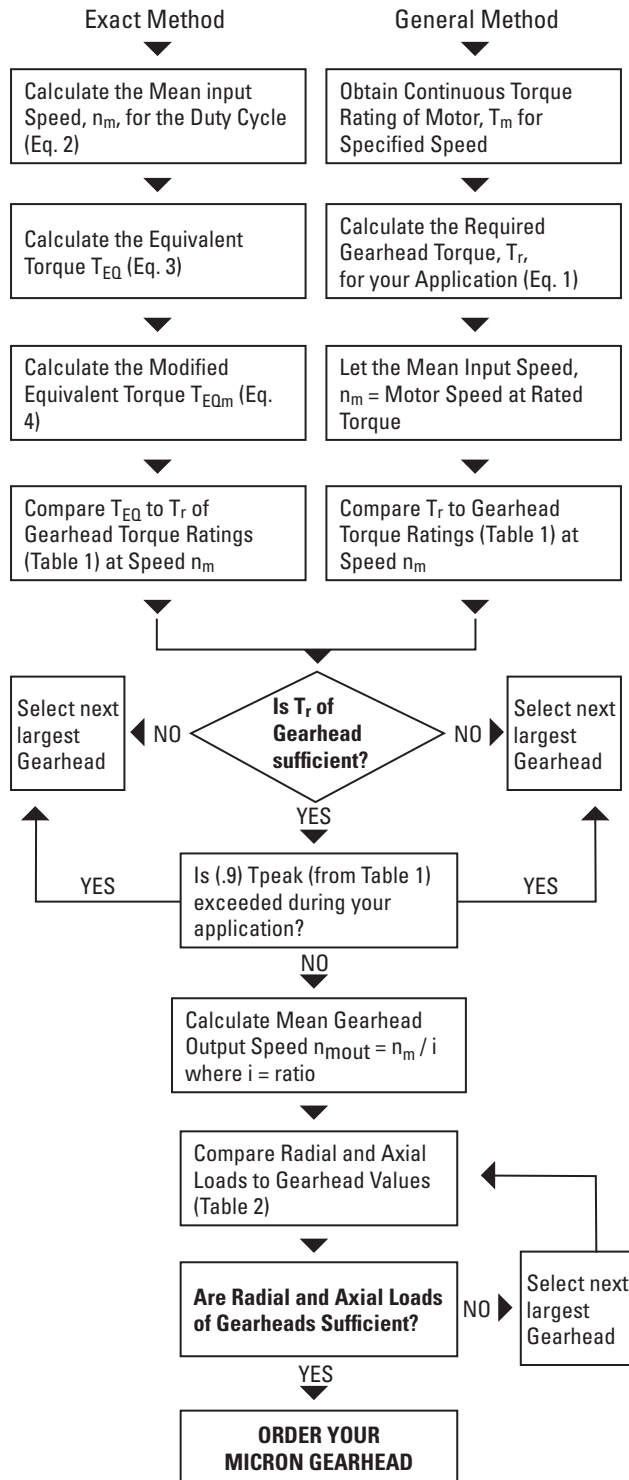 Exact Method
General Method
Calculate the Mean input
Speed, nm, for the Duty Cycle
(Eq. 2)
Obtain Continuous Torque
Rating of Motor, Tm for
Specified Speed
Calculate the Equivalent
Torque TEQ (Eq. 3)
Calculate the Required
Gearhead Torque, Tr,
for your Application (Eq. 1)
Calculate the Modified
Equivalent Torque TEQm (Eq.
4)
Let the Mean Input Speed,
nm = Motor Speed at Rated
Torque
Compare TEQ to Tr of
Gearhead Torque Ratings
(Table 1) at Speed nm
Compare Tr to Gearhead
Torque Ratings (Table 1) at
Speed nm
Select next
largest
Gearhead
NO
Is Tr of
Gearhead
sufficient?
NO
Select next
largest
Gearhead
YES
YES
Is (.9) Tpeak (from Table 1)
exceeded during your
application?
YES
NO
Calculate Mean Gearhead
Output Speed nmout = nm / i
where i = ratio
Compare Radial and Axial
Loads to Gearhead Values
(Table 2)
Are Radial and Axial Loads
of Gearheads Sufficient?
NO
Select next
largest
Gearhead
YES
ORDER YOUR
MICRON GEARHEAD